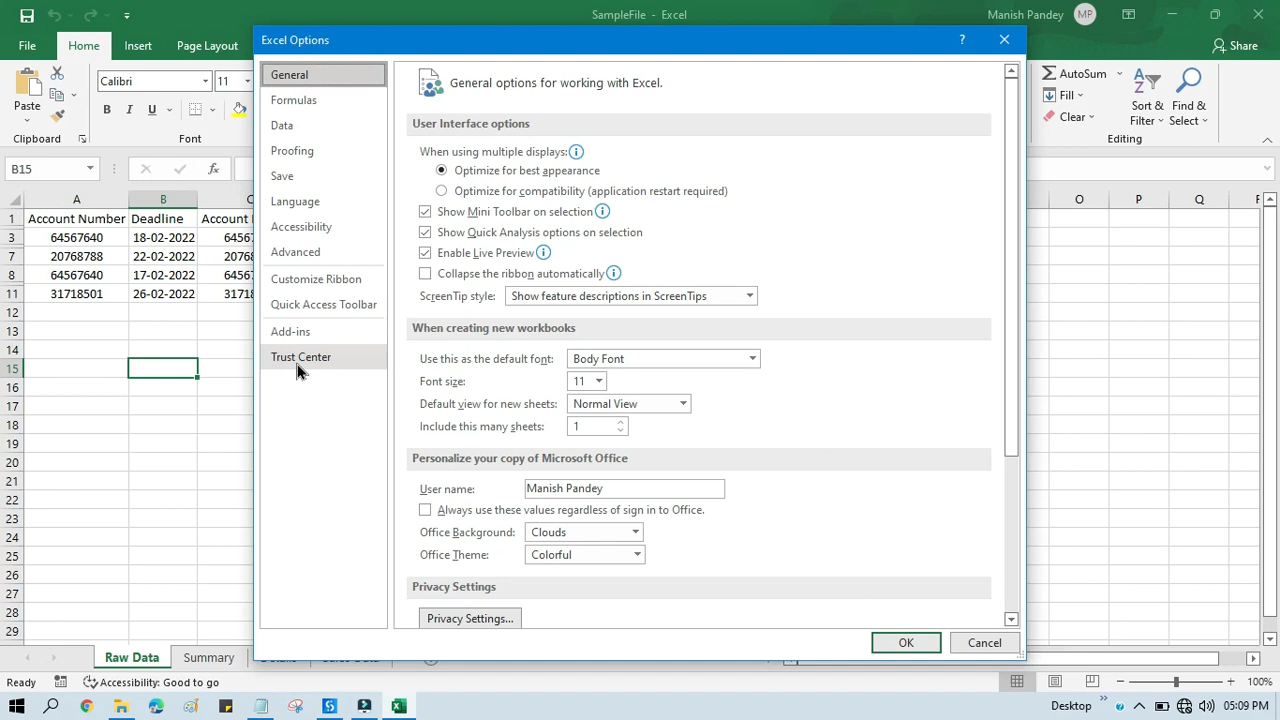 SampleFile - Excel
Manish Pandey
MP
File
Home
Insert
Page Layout
Share
Paste
Clipboard
Calibri
11
B I U
Font
AutoSum
Fill
Clear
Sort &
Filter
Find &
Select
Editing
B15
fx
A B C O P Q
1 Account Number Deadline
3 64567640 18-02-2022
7 20768788 22-02-2022
8 64567640 17-02-2022
11 31718501 26-02-2022
12
13
14
15
16
17
18
19
20
21
22
23
24
25
26
27
28
29
Excel Options
?
General
Formulas
Data
Proofing
Save
Language
Accessibility
Advanced
Customize Ribbon
Quick Access Toolbar
Add-ins
Trust Center
General options for working with Excel.
User Interface options
When using multiple displays:
Optimize for best appearance
Optimize for compatibility (application restart required)
Show Mini Toolbar on selection
Show Quick Analysis options on selection
Enable Live Preview
Collapse the ribbon automatically
ScreenTip style: Show feature descriptions in ScreenTips
When creating new workbooks
Use this as the default font: Body Font
Font size: 11
Default view for new sheets: Normal View
Include this many sheets: 1
Personalize your copy of Microsoft Office
User name: Manish Pandey
Always use these values regardless of sign in to Office.
Office Background: Clouds
Office Theme: Colorful
Privacy Settings
Privacy Settings...
OK Cancel
Raw Data Summary
Ready Accessibility: Good to go 100%
Desktop 05:09 PM